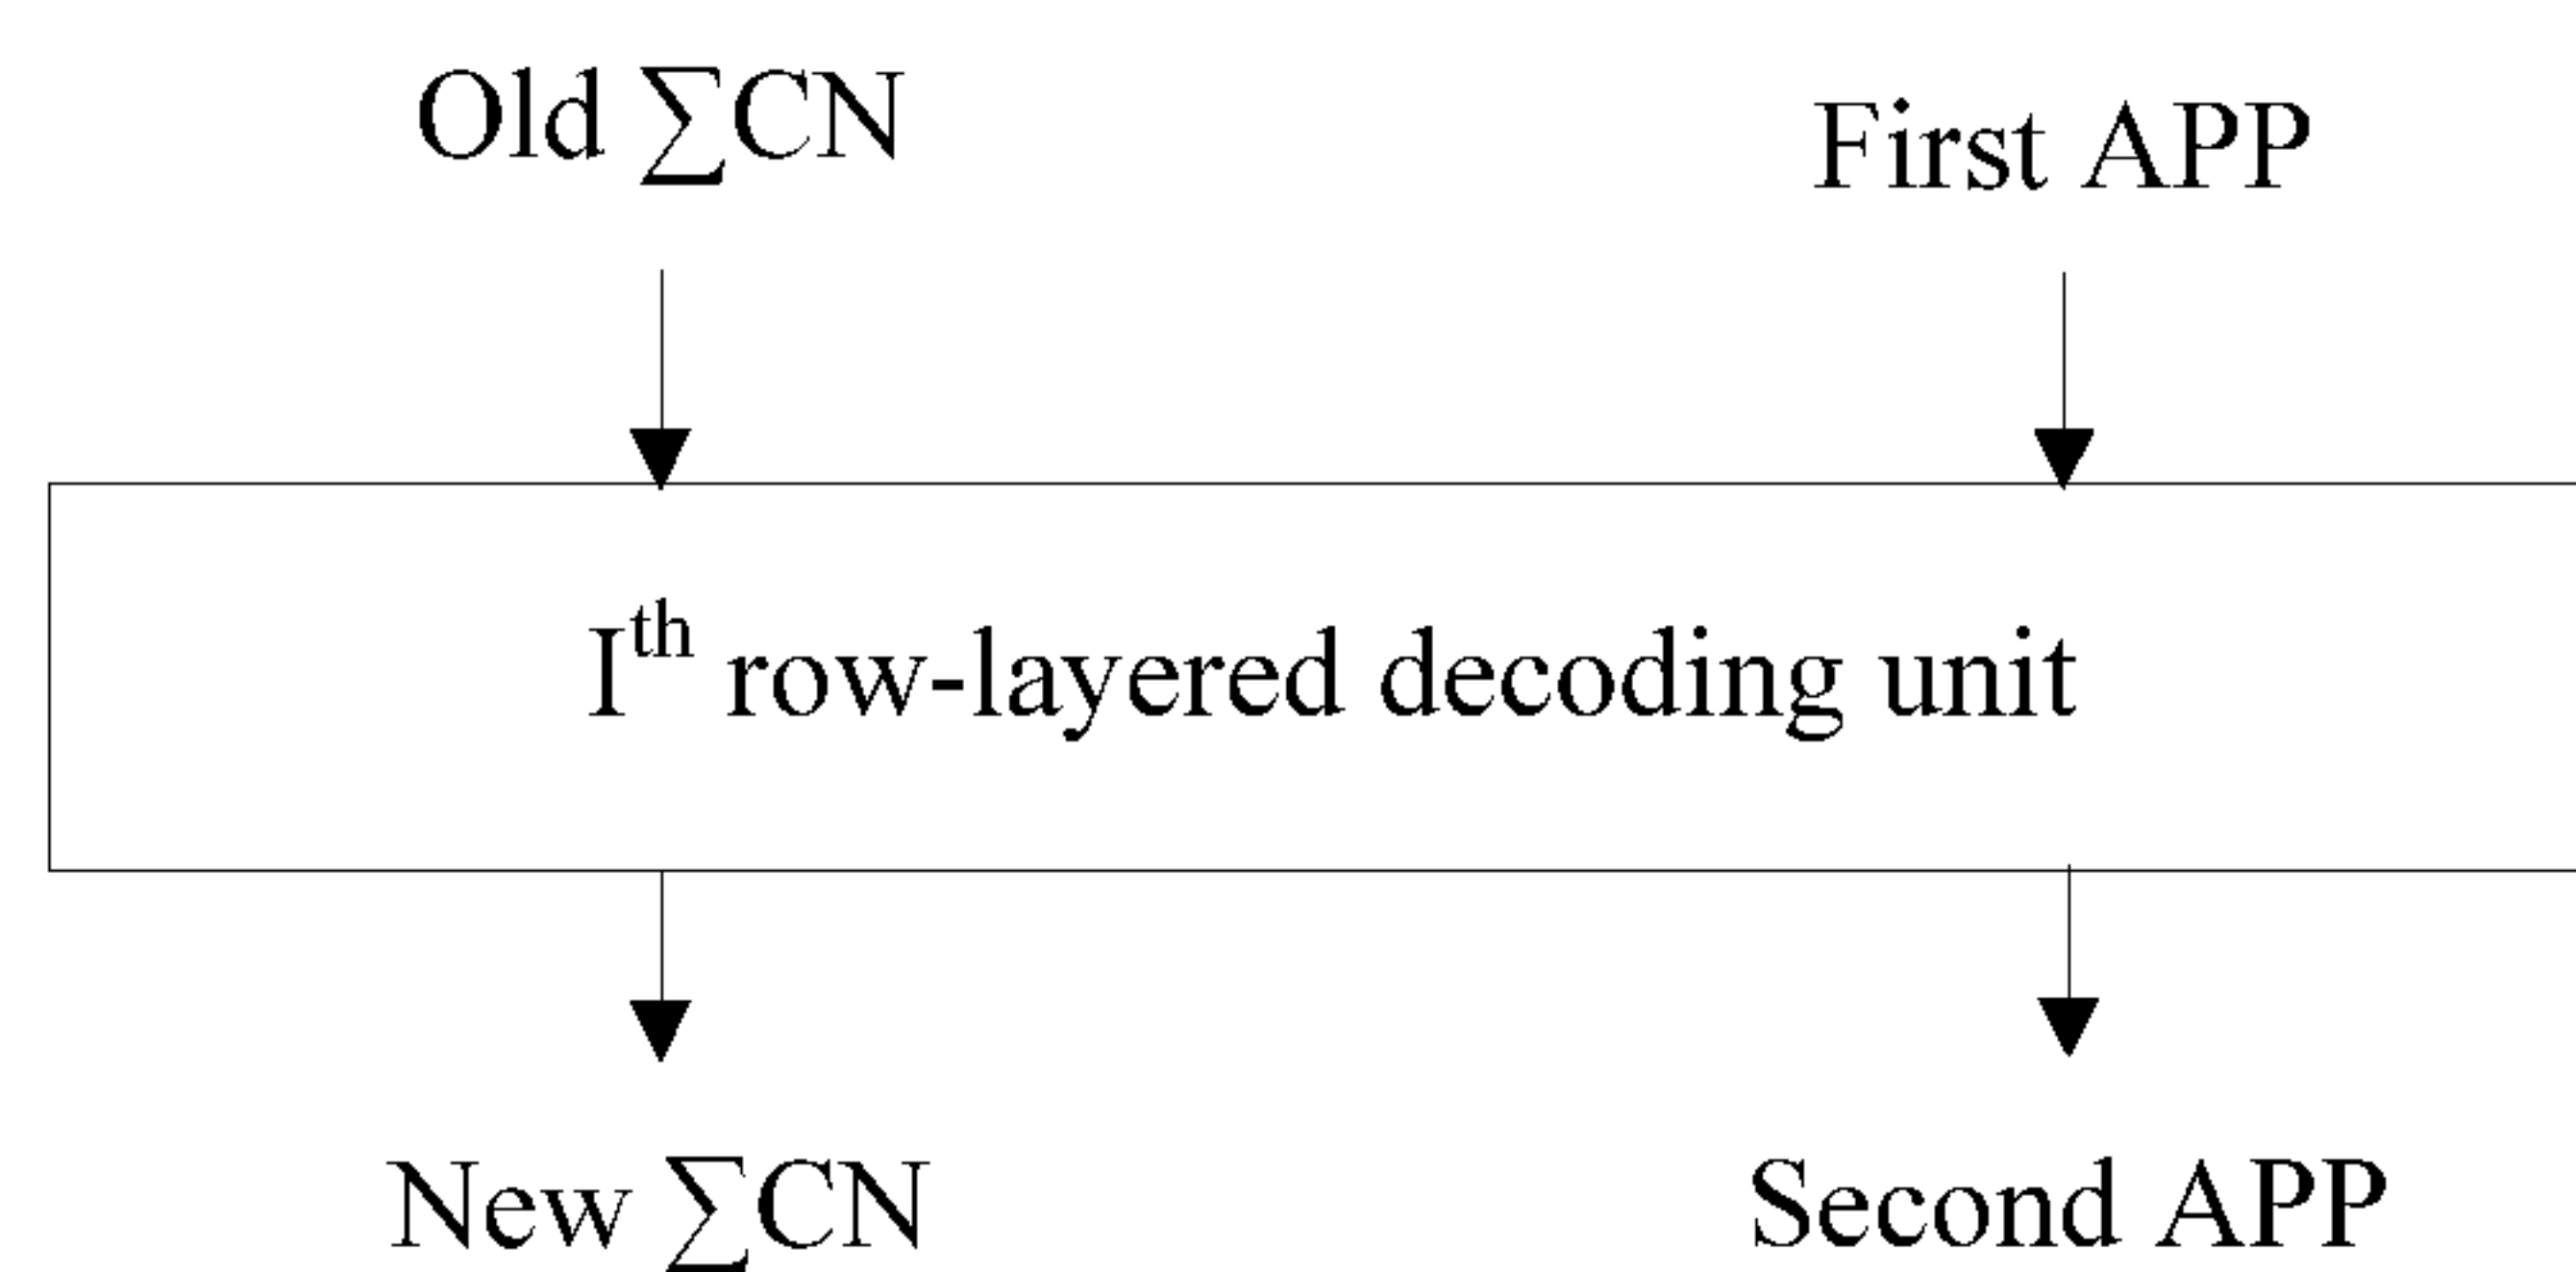 Old ∑CN
First APP
Iᵗʰ row-layered decoding unit
New ∑CN
Second APP